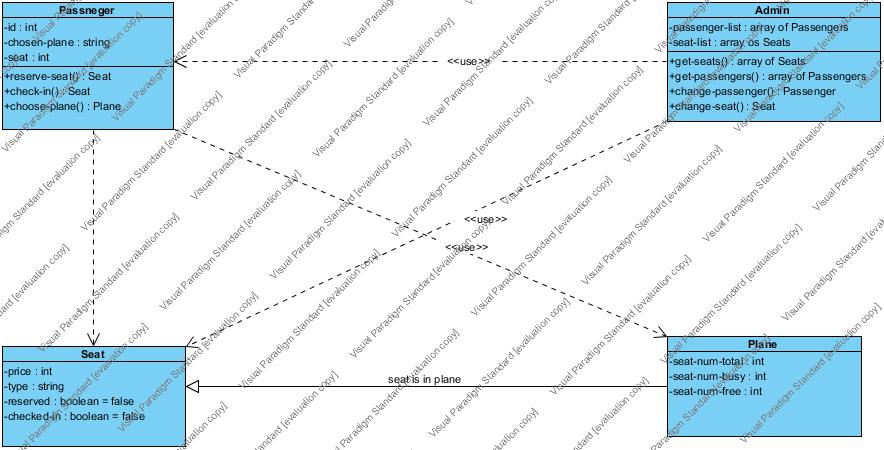 Passneger
-id : int
-chosen-plane : string
-seat : int
+reserve-seat() : Seat
+check-in() : Seat
+choose-plane() : Plane
Admin
-passenger-list : array of Passengers
-seat-list : array os Seats
+get-seats() : array of Seats
+get-passengers() : array of Passengers
+change-passenger() : Passenger
+change-seat() : Seat
<<use>>
<<use>>
<<use>>
Seat
-price : int
-type : string
-reserved : boolean = false
-checked-in : boolean = false
seat is in plane
Plane
-seat-num-total : int
-seat-num-busy : int
-seat-num-free : int
Visual Paradigm Standard [evaluation copy]